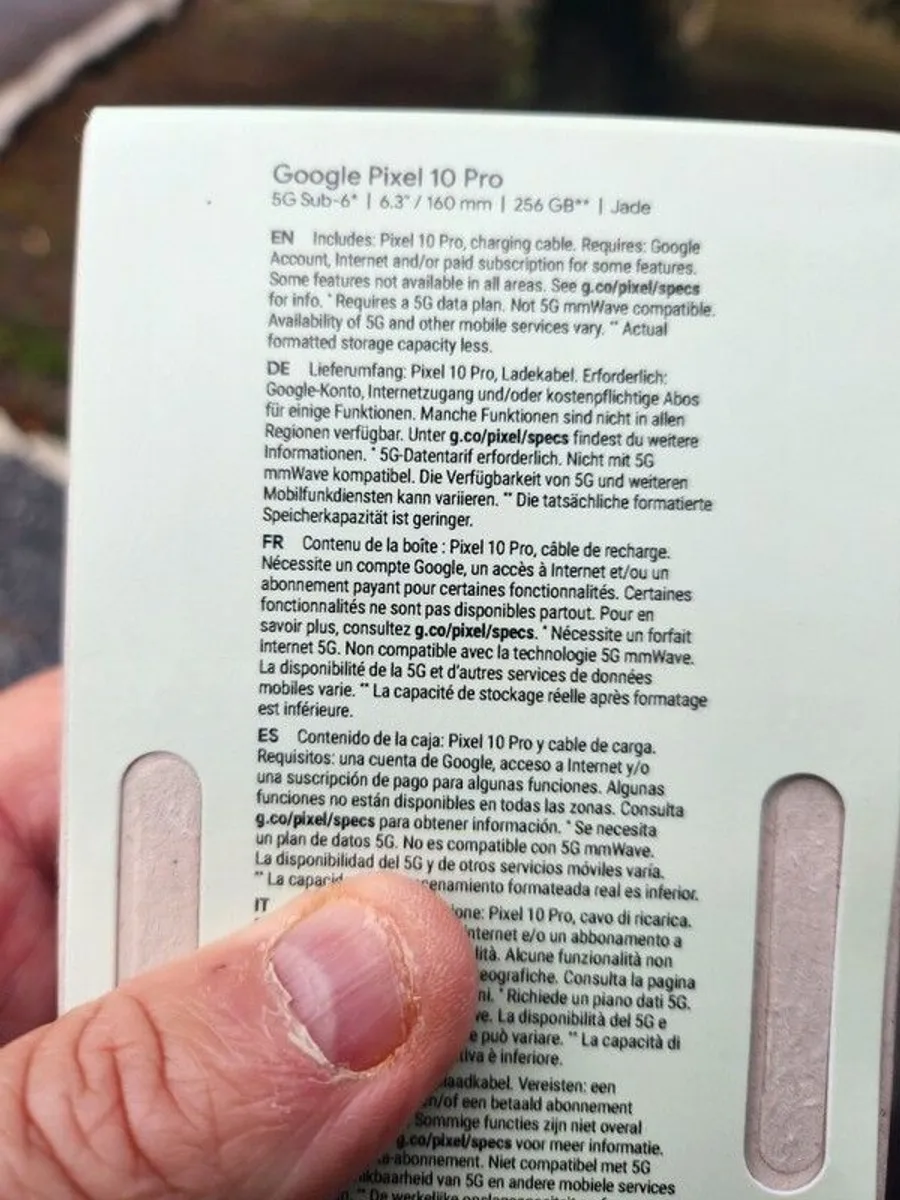 Google Pixel 10 Pro
5G Sub-6* | 6.3" / 160 mm | 256 GB** | Jade
EN Includes: Pixel 10 Pro, charging cable. Requires: Google
Account, Internet and/or paid subscription for some features.
Some features not available in all areas. See g.co/pixel/specs
for info. * Requires a 5G data plan. Not 5G mmWave compatible.
Availability of 5G and other mobile services vary. ** Actual
formatted storage capacity less.
DE Lieferumfang: Pixel 10 Pro, Ladekabel. Erforderlich:
Google-Konto, Internetzugang und/oder kostenpflichtige Abos
für einige Funktionen. Manche Funktionen sind nicht in allen
Regionen verfügbar. Unter g.co/pixel/specs findest du weitere
Informationen. * 5G-Datentarif erforderlich. Nicht mit 5G
mmWave kompatibel. Die Verfügbarkeit von 5G und weiteren
Mobilfunkdiensten kann variieren. ** Die tatsächliche formatierte
Speicherkapazität ist geringer.
FR Contenu de la boîte : Pixel 10 Pro, câble de recharge.
Nécessite un compte Google, un accès à Internet et/ou un
abonnement payant pour certaines fonctionnalités. Certaines
fonctionnalités ne sont pas disponibles partout. Pour en
savoir plus, consultez g.co/pixel/specs. * Nécessite un forfait
Internet 5G. Non compatible avec la technologie 5G mmWave.
La disponibilité de la 5G et d'autres services de données
mobiles varie. ** La capacité de stockage réelle après formatage
est inférieure.
ES Contenido de la caja: Pixel 10 Pro y cable de carga.
Requisitos: una cuenta de Google, acceso a Internet y/o
una suscripción de pago para algunas funciones. Algunas
funciones no están disponibles en todas las zonas. Consulta
g.co/pixel/specs para obtener información. * Se necesita
un plan de datos 5G. No es compatible con 5G mmWave.
La disponibilidad del 5G y de otros servicios móviles varía.
** La formateada real es inferior.
IT Pixel 10 Pro, cavo di ricarica.
e/o un abbonamento a
Alcune funzionalità non
Consulta la pagina
* Richiede un piano dati 5G.
La disponibilità del 5G e
può variare. ** La capacità di
è inferiore.
Vereisten: een
een betaald abonnement
Sommige functies zijn niet overal
g.co/pixel/specs voor meer informatie.
Niet compatibel met 5G
van 5G en andere mobiele services
** De werkelijke